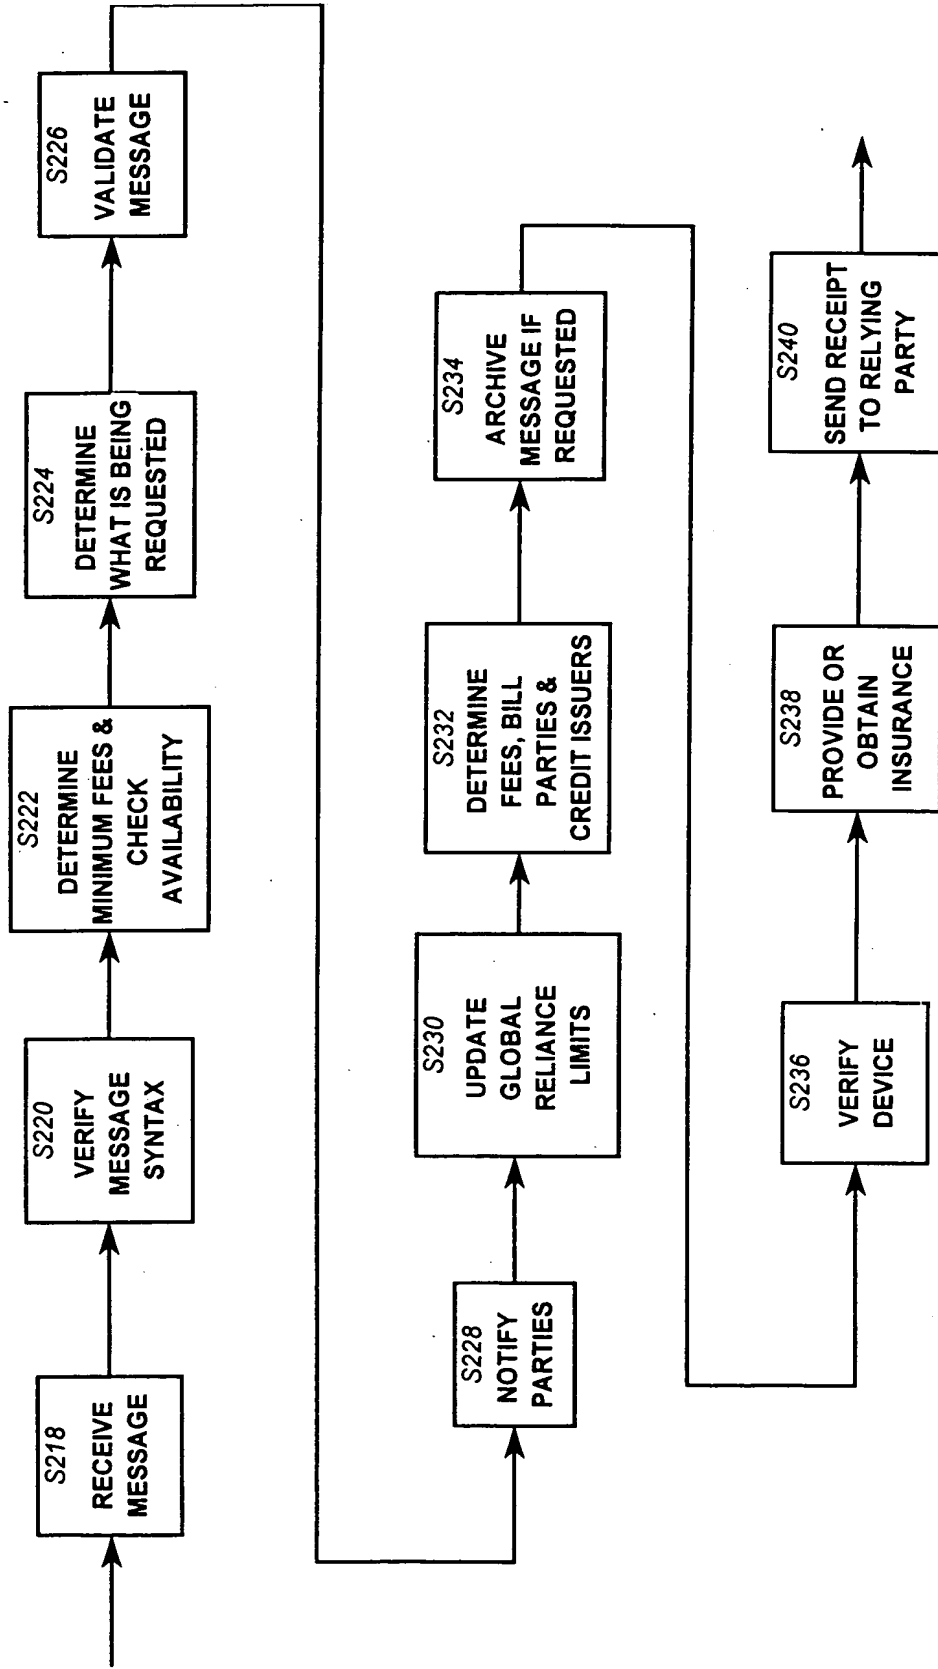 S218
RECEIVE
MESSAGE
S220
VERIFY
MESSAGE
SYNTAX
S222
DETERMINE
MINIMUM FEES &
CHECK
AVAILABILITY
S224
DETERMINE
WHAT IS BEING
REQUESTED
S226
VALIDATE
MESSAGE
S228
NOTIFY
PARTIES
S230
UPDATE
GLOBAL
RELIANCE
LIMITS
S232
DETERMINE
FEES, BILL
PARTIES &
CREDIT ISSUERS
S234
ARCHIVE
MESSAGE IF
REQUESTED
S236
VERIFY
DEVICE
S238
PROVIDE OR
OBTAIN
INSURANCE
S240
SEND RECEIPT
TO RELYING
PARTY